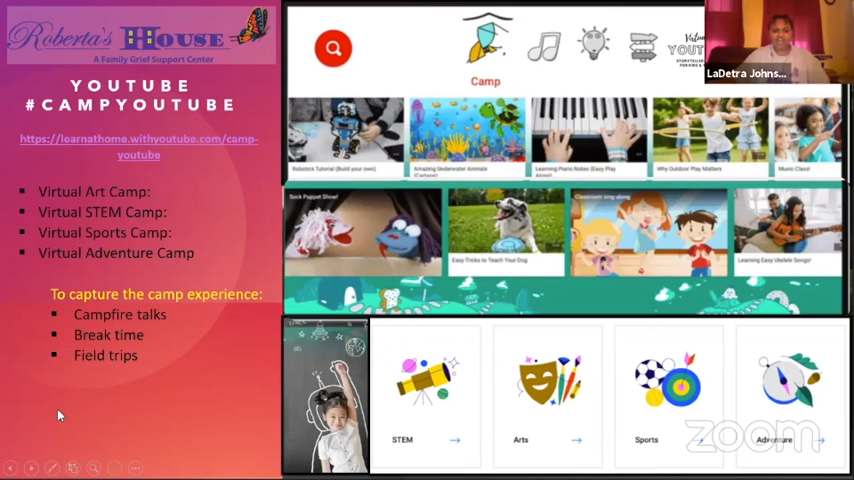 Roberta's HOUSE
A Family Grief Support Center
YOUTUBE
#CAMPYOUTUBE
https://learnathome.withyoutube.com/camp-
youtube
Virtual Art Camp:
Virtual STEM Camp:
Virtual Sports Camp:
Virtual Adventure Camp
To capture the camp experience:
Campfire talks
Break time
Field trips
Camp
LaDetra Johns...
Robotics Tutorial (Build your own)
Amazing Underwater Animals
Learning Piano Notes (Easy Play
Why Outdoor Play Matters
Music Class!
Sock Puppet Show!
Easy Tricks to Teach Your Dog
Classroom sing-along
Learning Easy Ukelele Songs!
STEM
Arts
Sports
Adventure
zoom